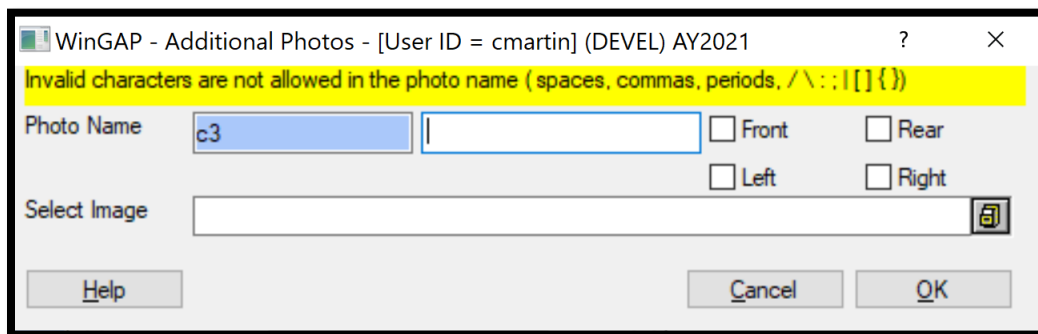 WinGAP - Additional Photos - [User ID = cmartin] (DEVEL) AY2021 ? ×
Invalid characters are not allowed in the photo name ( spaces, commas, periods, / \ : ; | [ ] { })
Photo Name c3 Front Rear
Left Right
Select Image
Help Cancel OK